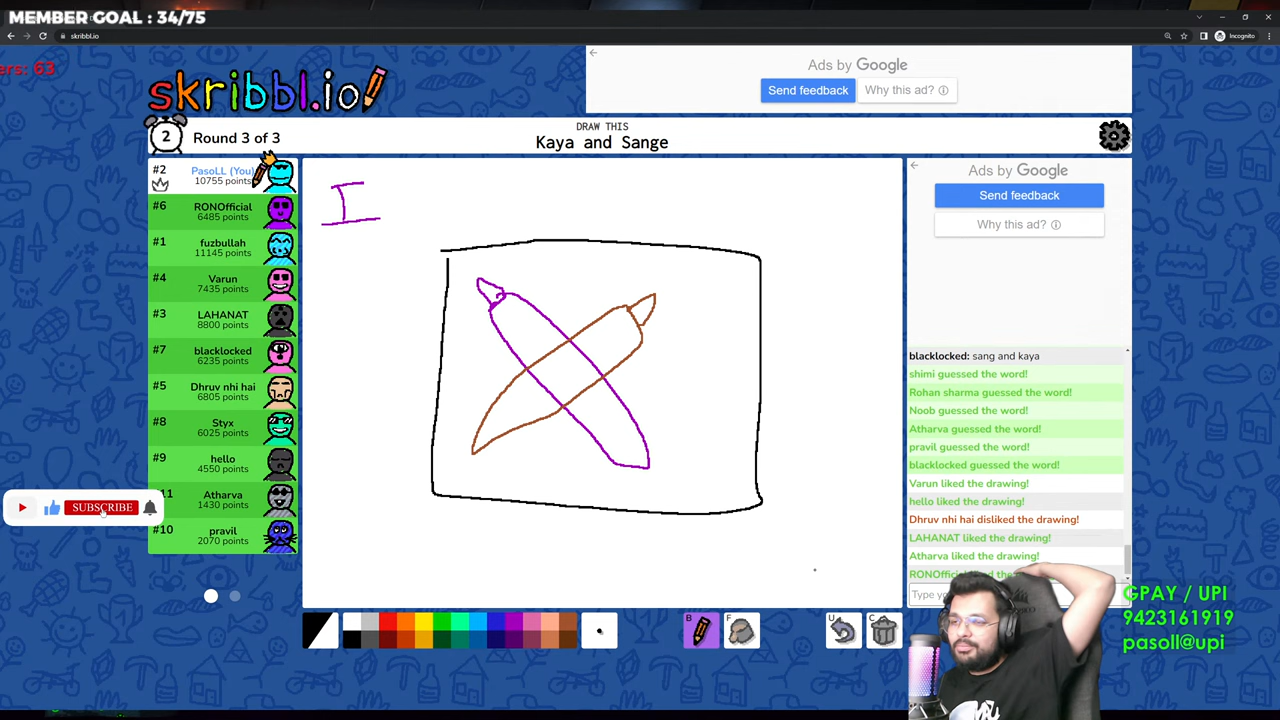 MEMBER GOAL : 34/75
skribbl.io
Incognito
ers: 63
skribbl.io
Ads by Google
Send feedback
Why this ad?
2
Round 3 of 3
DRAW THIS
Kaya and Sange
#2
PasoLL (You)
10755 points
#6
RONOfficial
6485 points
#1
fuzbullah
11145 points
#4
Varun
7435 points
#3
LAHANAT
8800 points
#7
blacklocked
6235 points
#5
Dhruv nhi hai
6805 points
#8
Styx
6025 points
#9
hello
4550 points
11
Atharva
1430 points
#10
pravil
2070 points
SUBSCRIBE
I
Ads by Google
Send feedback
Why this ad?
blacklocked: sang and kaya
shimi guessed the word!
Rohan sharma guessed the word!
Noob guessed the word!
Atharva guessed the word!
pravil guessed the word!
blacklocked guessed the word!
Varun liked the drawing!
hello liked the drawing!
Dhruv nhi hai disliked the drawing!
LAHANAT liked the drawing!
Atharva liked the drawing!
B
F
U
C
GPAY / UPI
9423161919
pasoll@upi